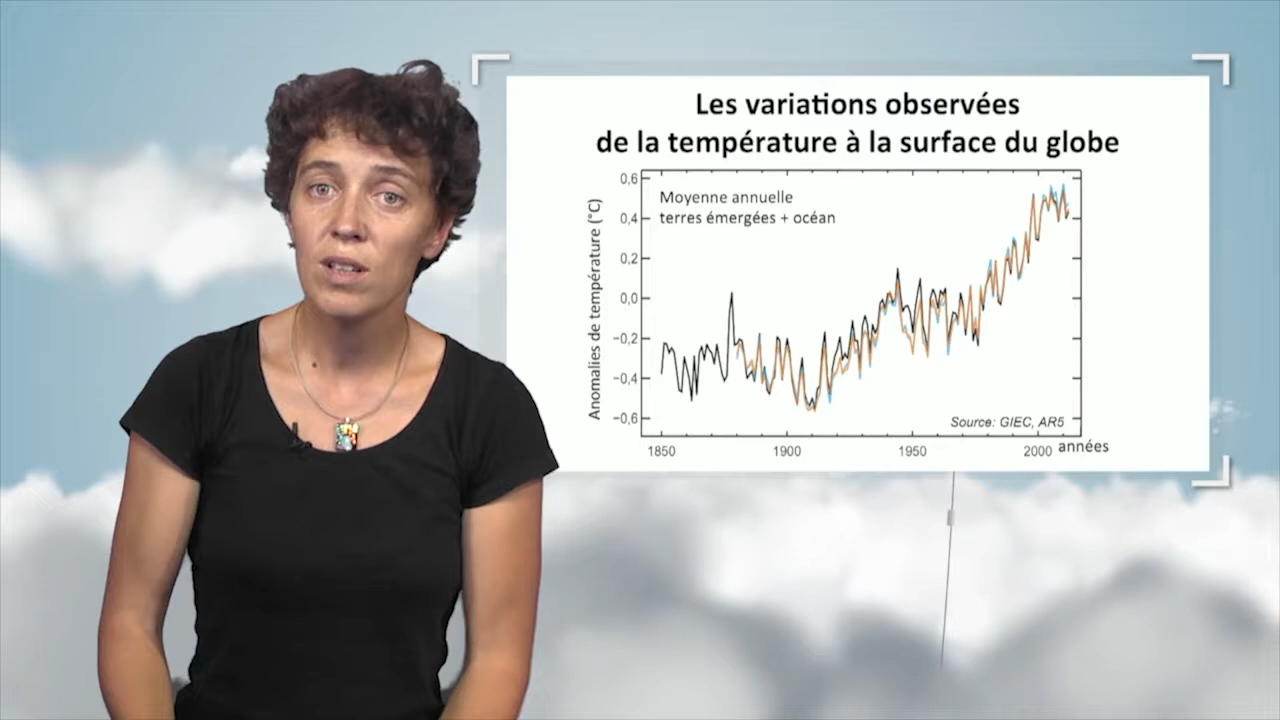 Les variations observées
de la température à la surface du globe
0,6
0,4
0,2
0,0
−0,2
−0,4
−0,6
Anomalies de température (°C)
Moyenne annuelle
terres émergées + océan
Source: GIEC, AR5
1850
1900
1950
2000
années